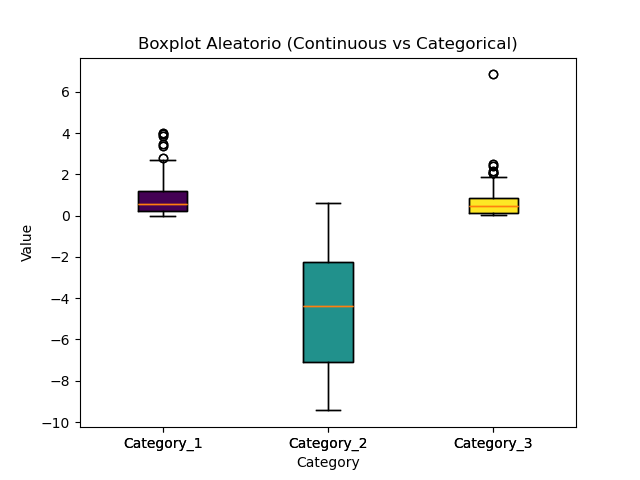 Boxplot Aleatorio (Continuous vs Categorical)
6
4
2
0
−2
−4
−6
−8
−10
Value
Category_1 Category_2 Category_3
Category